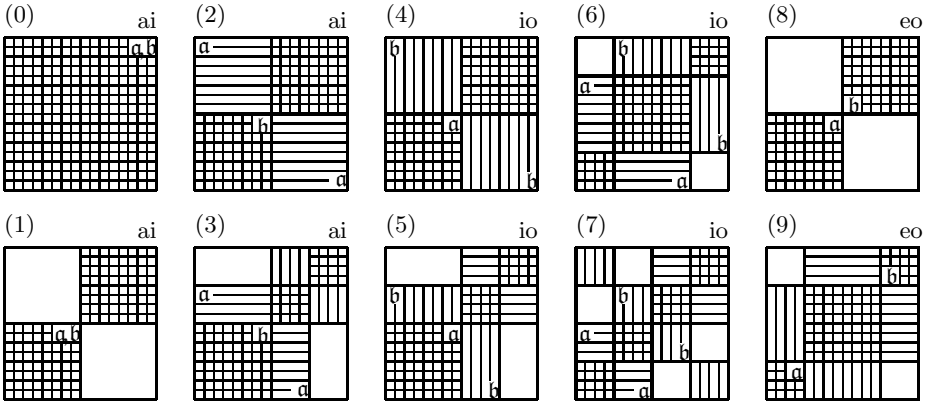 (0) ai (2) ai (4) io (6) io (8) eo
𝔞 𝔟 𝔞 𝔟 𝔟 𝔞
𝔟 𝔞 𝔞 𝔟 𝔟 𝔞
𝔞 𝔟 𝔟 𝔞
(1) ai (3) ai (5) io (7) io (9) eo
𝔞 𝔟 𝔟 𝔟 𝔟
𝔞 𝔟 𝔞 𝔟 𝔞 𝔞 𝔟 𝔞
𝔞 𝔟 𝔞